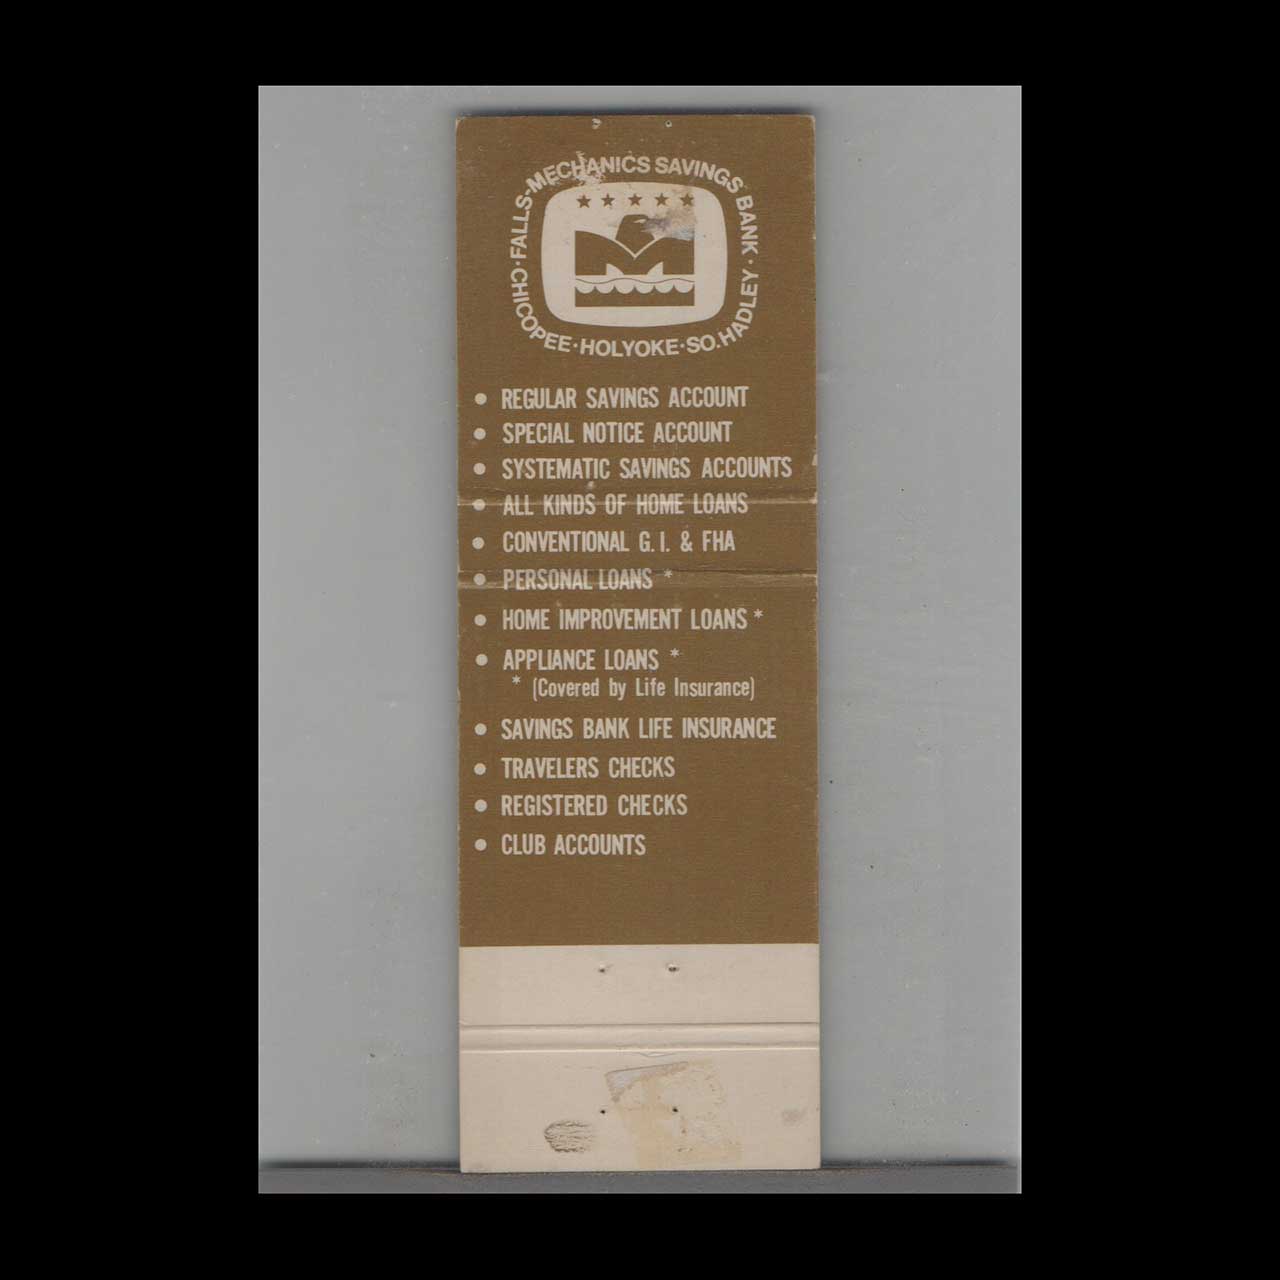 FALLS-MECHANICS SAVINGS BANK ·
CHICOPEE · HOLYOKE · SO. HADLEY ·
• REGULAR SAVINGS ACCOUNT
• SPECIAL NOTICE ACCOUNT
• SYSTEMATIC SAVINGS ACCOUNTS
• ALL KINDS OF HOME LOANS
• CONVENTIONAL G.I. & FHA
• PERSONAL LOANS *
• HOME IMPROVEMENT LOANS *
• APPLIANCE LOANS *
* (Covered by Life Insurance)
• SAVINGS BANK LIFE INSURANCE
• TRAVELERS CHECKS
• REGISTERED CHECKS
• CLUB ACCOUNTS